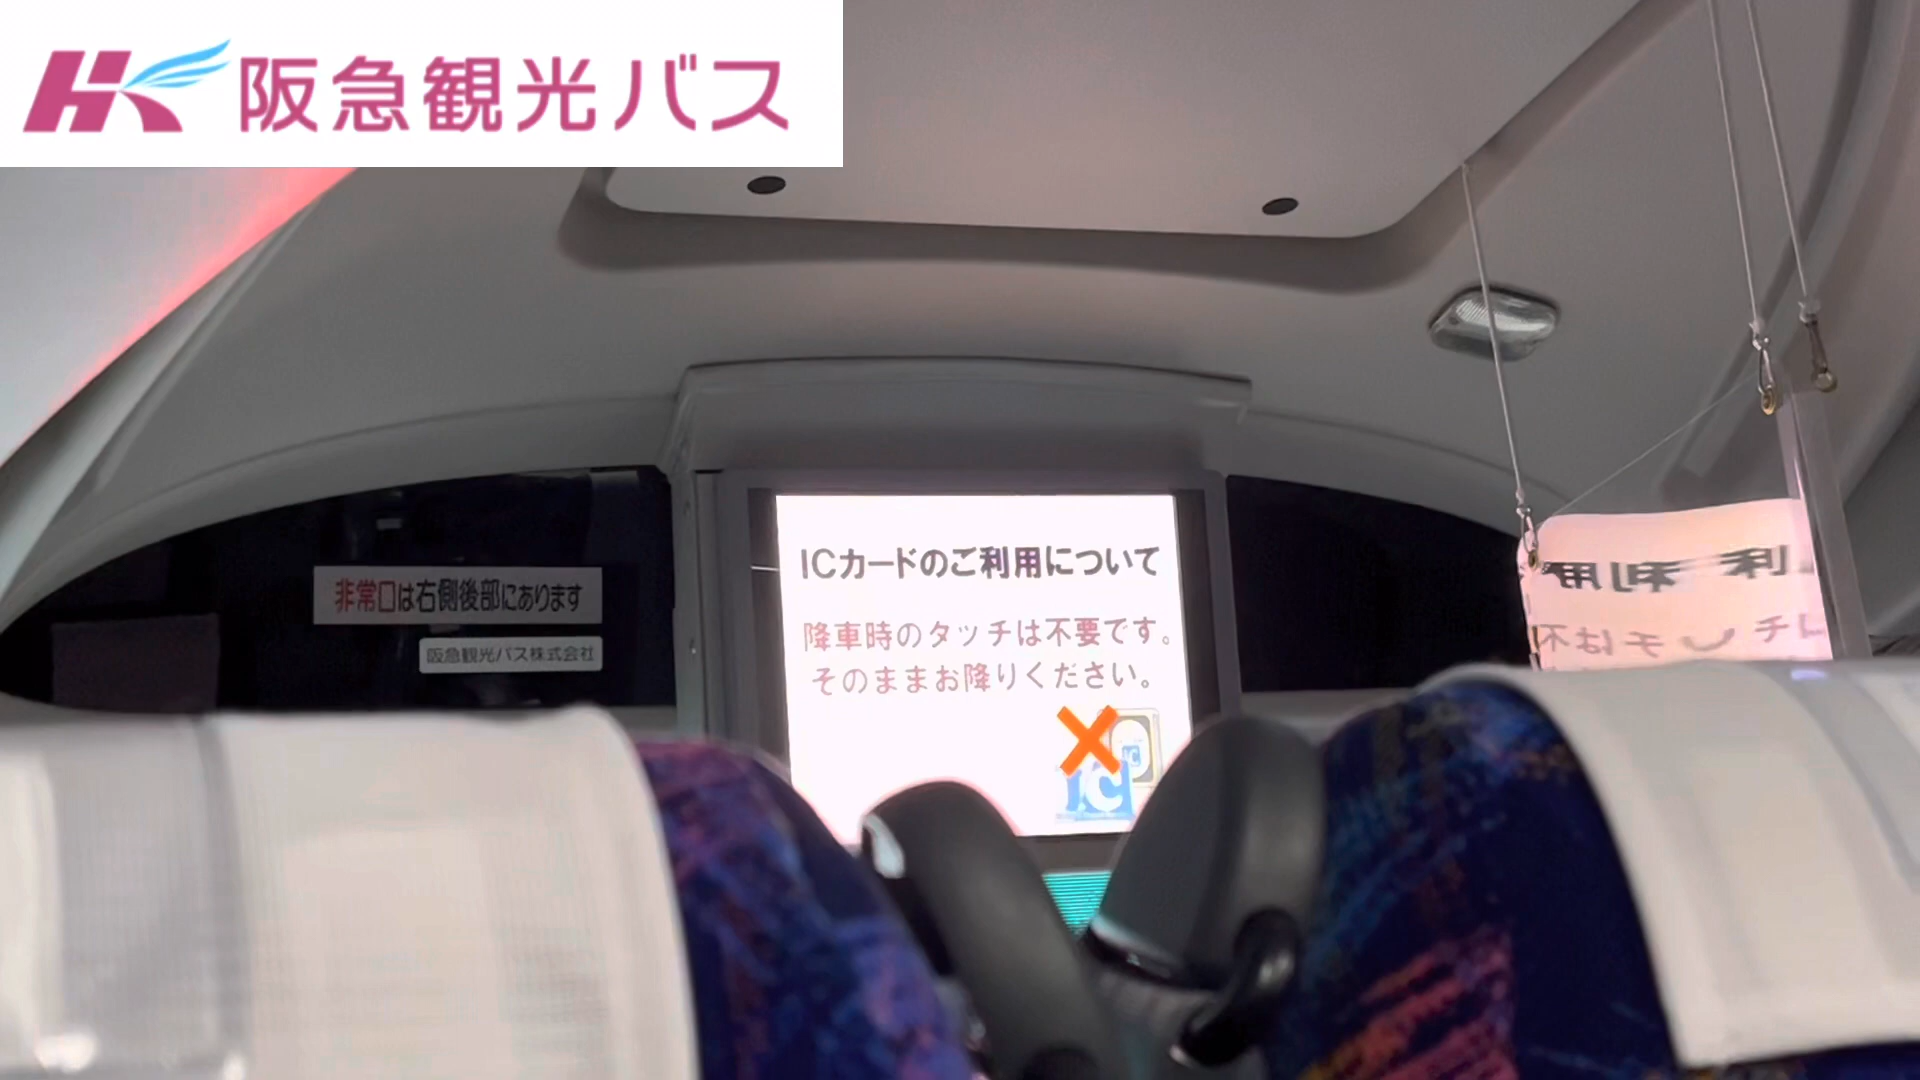 阪急観光バス
ICカードのご利用について
降車時のタッチは不要です。
そのままお降りください。
IC
IC
非常口は右側後部にあります
阪急観光バス株式会社